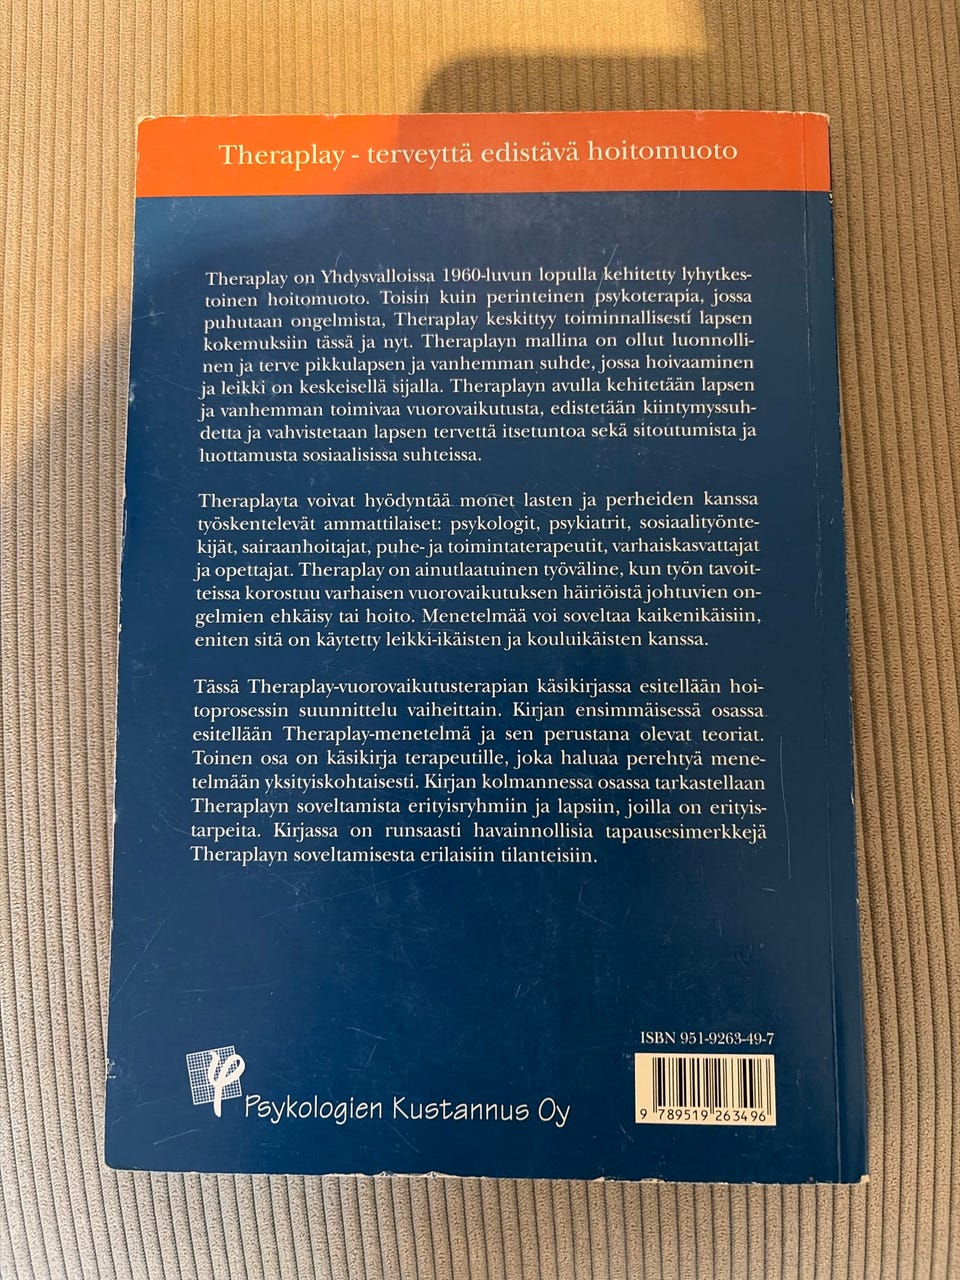 Theraplay - terveyttä edistävä hoitomuoto
Theraplay on Yhdysvalloissa 1960-luvun lopulla kehitetty lyhytkes-
toinen hoitomuoto. Toisin kuin perinteinen psykoterapia, jossa
puhutaan ongelmista, Theraplay keskittyy toiminnallisesti lapsen
kokemuksiin tässä ja nyt. Theraplayn mallina on ollut luonnolli-
nen ja terve pikkulapsen ja vanhemman suhde, jossa hoivaaminen
ja leikki on keskeisellä sijalla. Theraplayn avulla kehitetään lapsen
ja vanhemman toimivaa vuorovaikutusta, edistetään kiintymyssuh-
detta ja vahvistetaan lapsen tervettä itsetuntoa sekä sitoutumista ja
luottamusta sosiaalisissa suhteissa.
Theraplayta voivat hyödyntää monet lasten ja perheiden kanssa
työskentelevät ammattilaiset: psykologit, psykiatrit, sosiaalityönte-
kijät, sairaanhoitajat, puhe- ja toimintaterapeutit, varhaiskasvattajat
ja opettajat. Theraplay on ainutlaatuinen työväline, kun työn tavoit-
teissa korostuu varhaisen vuorovaikutuksen häiriöistä johtuvien on-
gelmien ehkäisy tai hoito. Menetelmää voi soveltaa kaikenikäisiin,
eniten sitä on käytetty leikki-ikäisten ja kouluikäisten kanssa.
Tässä Theraplay-vuorovaikutusterapian käsikirjassa esitellään hoi-
toprosessin suunnittelu vaiheittain. Kirjan ensimmäisessä osassa
esitellään Theraplay-menetelmä ja sen perustana olevat teoriat.
Toinen osa on käsikirja terapeutille, joka haluaa perehtyä mene-
telmään yksityiskohtaisesti. Kirjan kolmannessa osassa tarkastellaan
Theraplayn soveltamista erityisryhmiin ja lapsiin, joilla on erityis-
tarpeita. Kirjassa on runsaasti havainnollisia tapausesimerkkejä
Theraplayn soveltamisesta erilaisiin tilanteisiin.
ISBN 951-9263-49-7
9 789519 263496
ψ Psykologien Kustannus Oy